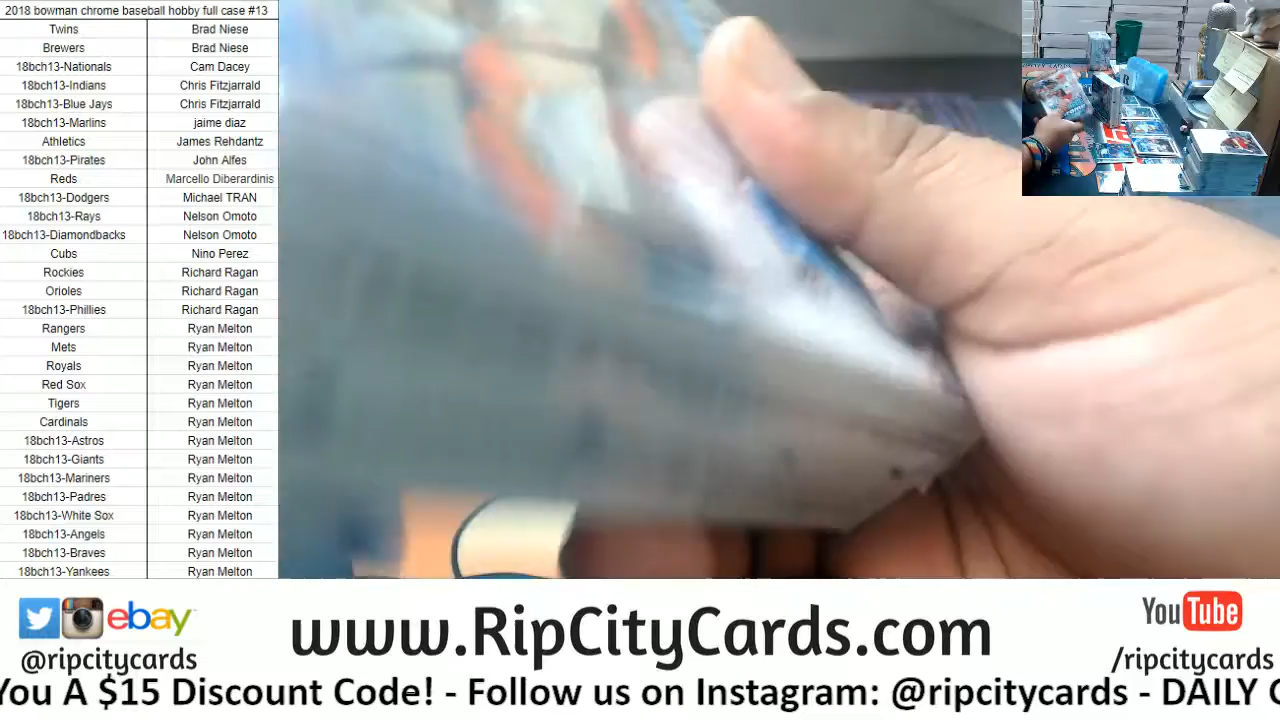 2018 bowman chrome baseball hobby full case #13
Twins Brad Niese
Brewers Brad Niese
18bch13-Nationals Cam Dacey
18bch13-Indians Chris Fitzjarrald
18bch13-Blue Jays Chris Fitzjarrald
18bch13-Marlins jaime diaz
Athletics James Rehdantz
18bch13-Pirates John Alfes
Reds Marcello Diberardinis
18bch13-Dodgers Michael TRAN
18bch13-Rays Nelson Omoto
18bch13-Diamondbacks Nelson Omoto
Cubs Nino Perez
Rockies Richard Ragan
Orioles Richard Ragan
18bch13-Phillies Richard Ragan
Rangers Ryan Melton
Mets Ryan Melton
Royals Ryan Melton
Red Sox Ryan Melton
Tigers Ryan Melton
Cardinals Ryan Melton
18bch13-Astros Ryan Melton
18bch13-Giants Ryan Melton
18bch13-Mariners Ryan Melton
18bch13-Padres Ryan Melton
18bch13-White Sox Ryan Melton
18bch13-Angels Ryan Melton
18bch13-Braves Ryan Melton
18bch13-Yankees Ryan Melton
ebay
@ripcitycards
www.RipCityCards.com
YouTube
/ripcitycards
You A $15 Discount Code! - Follow us on Instagram: @ripcitycards - DAILY